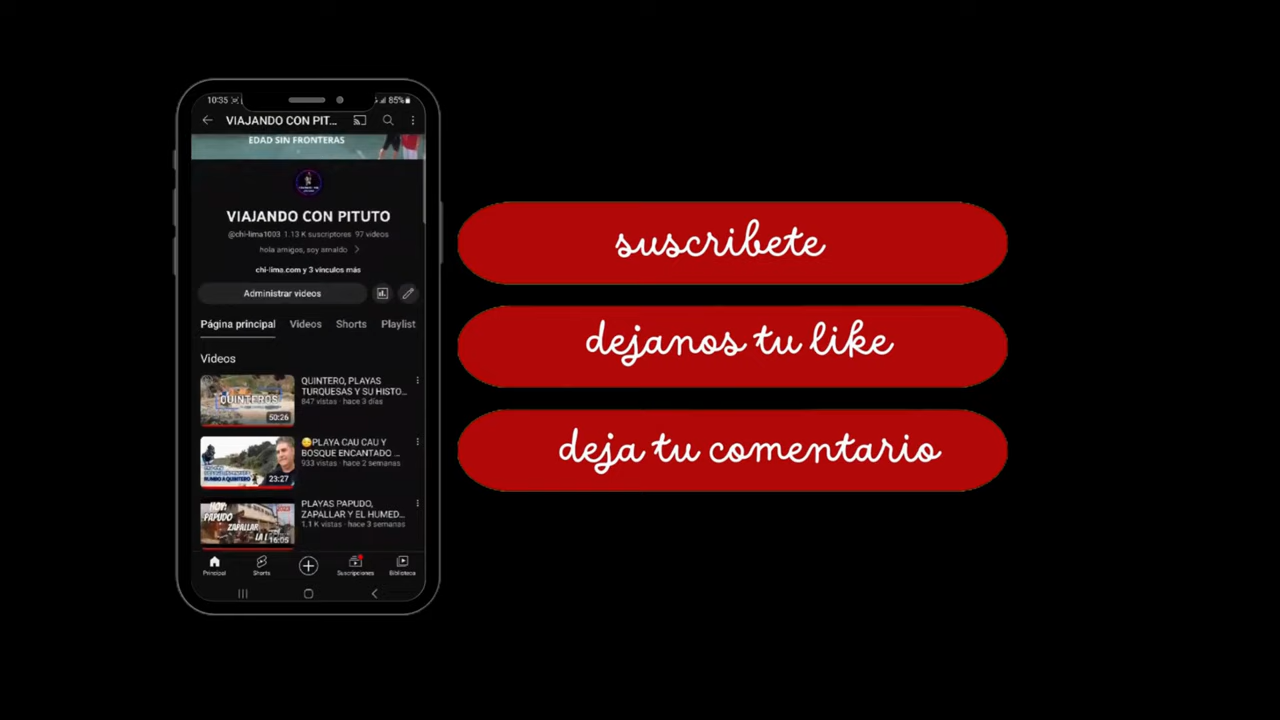 10:35
85%
VIAJANDO CON PIT...
EDAD SIN FRONTERAS
VIAJANDO CON PITUTO
@chi-lima1003 1.13 K suscriptores 97 videos
hola amigos, soy arnaldo
chi-lima.com y 3 vínculos más
Administrar videos
Página principal Videos Shorts Playlist
Videos
QUINTEROS
50:26
QUINTERO, PLAYAS
TURQUESAS Y SU HISTO...
847 vistas · hace 3 días
RUMBO A QUINTERO
23:27
😊PLAYA CAU CAU Y
BOSQUE ENCANTADO ...
933 vistas · hace 2 semanas
HOY:
PAPUDO
ZAPALLAR
2023
16:05
PLAYAS PAPUDO,
ZAPALLAR Y EL HUMED...
1.1 K vistas · hace 3 semanas
Principal Shorts Suscripciones Biblioteca
suscribete
dejanos tu like
deja tu comentario